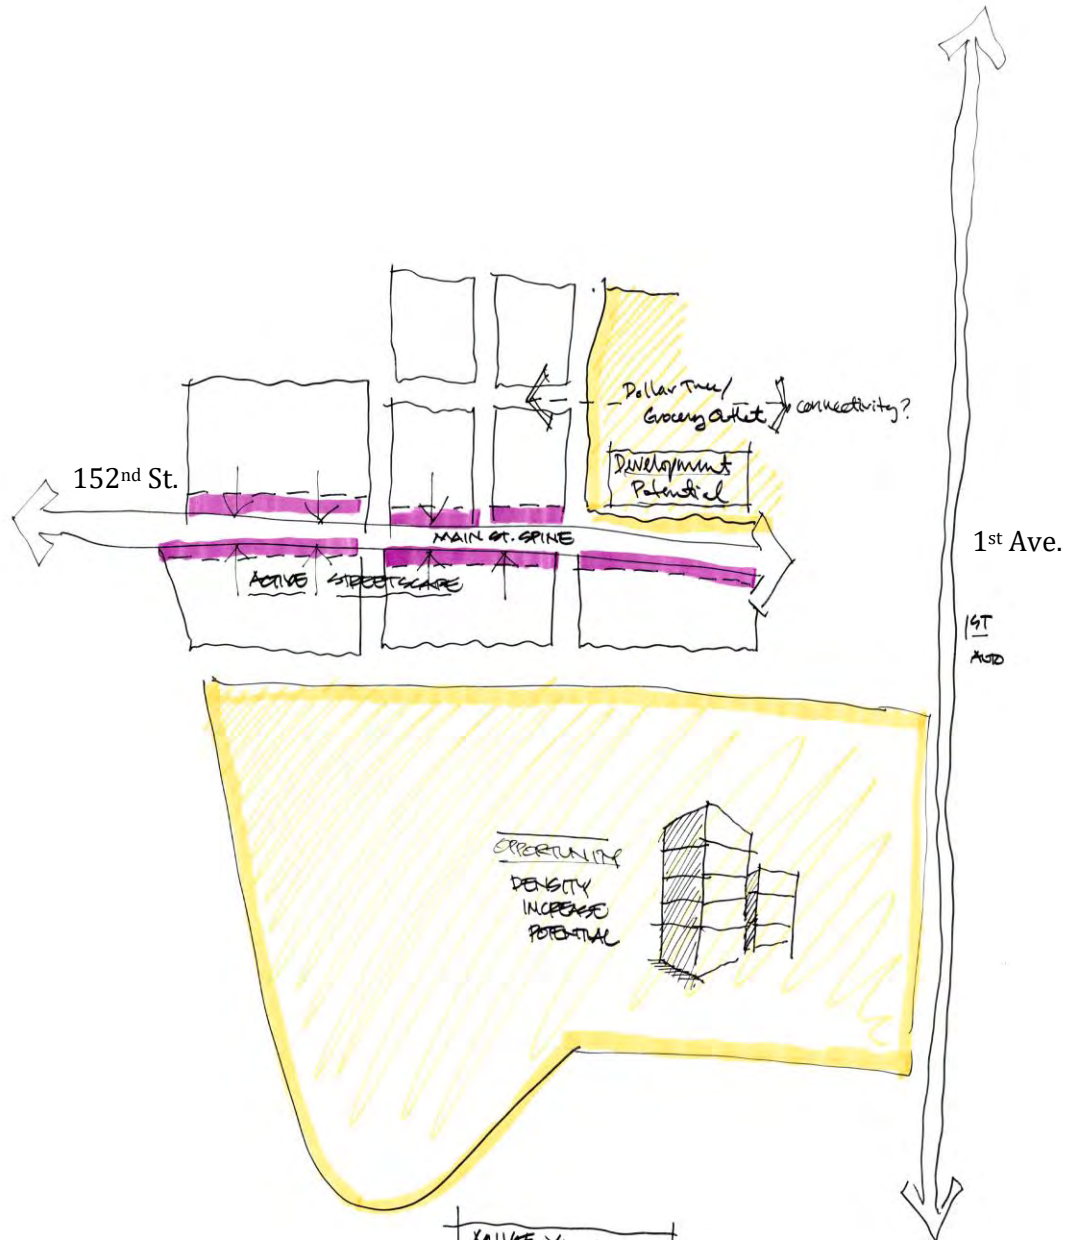 Dollar Tree/
Grocery Outlet
connectivity?
Development
Potential
152nd St.
MAIN ST. SPINE
1st Ave.
ACTIVE STREETSCAPE
1ST
AUTO
OPPORTUNITY
DENSITY
INCREASE
POTENTIAL